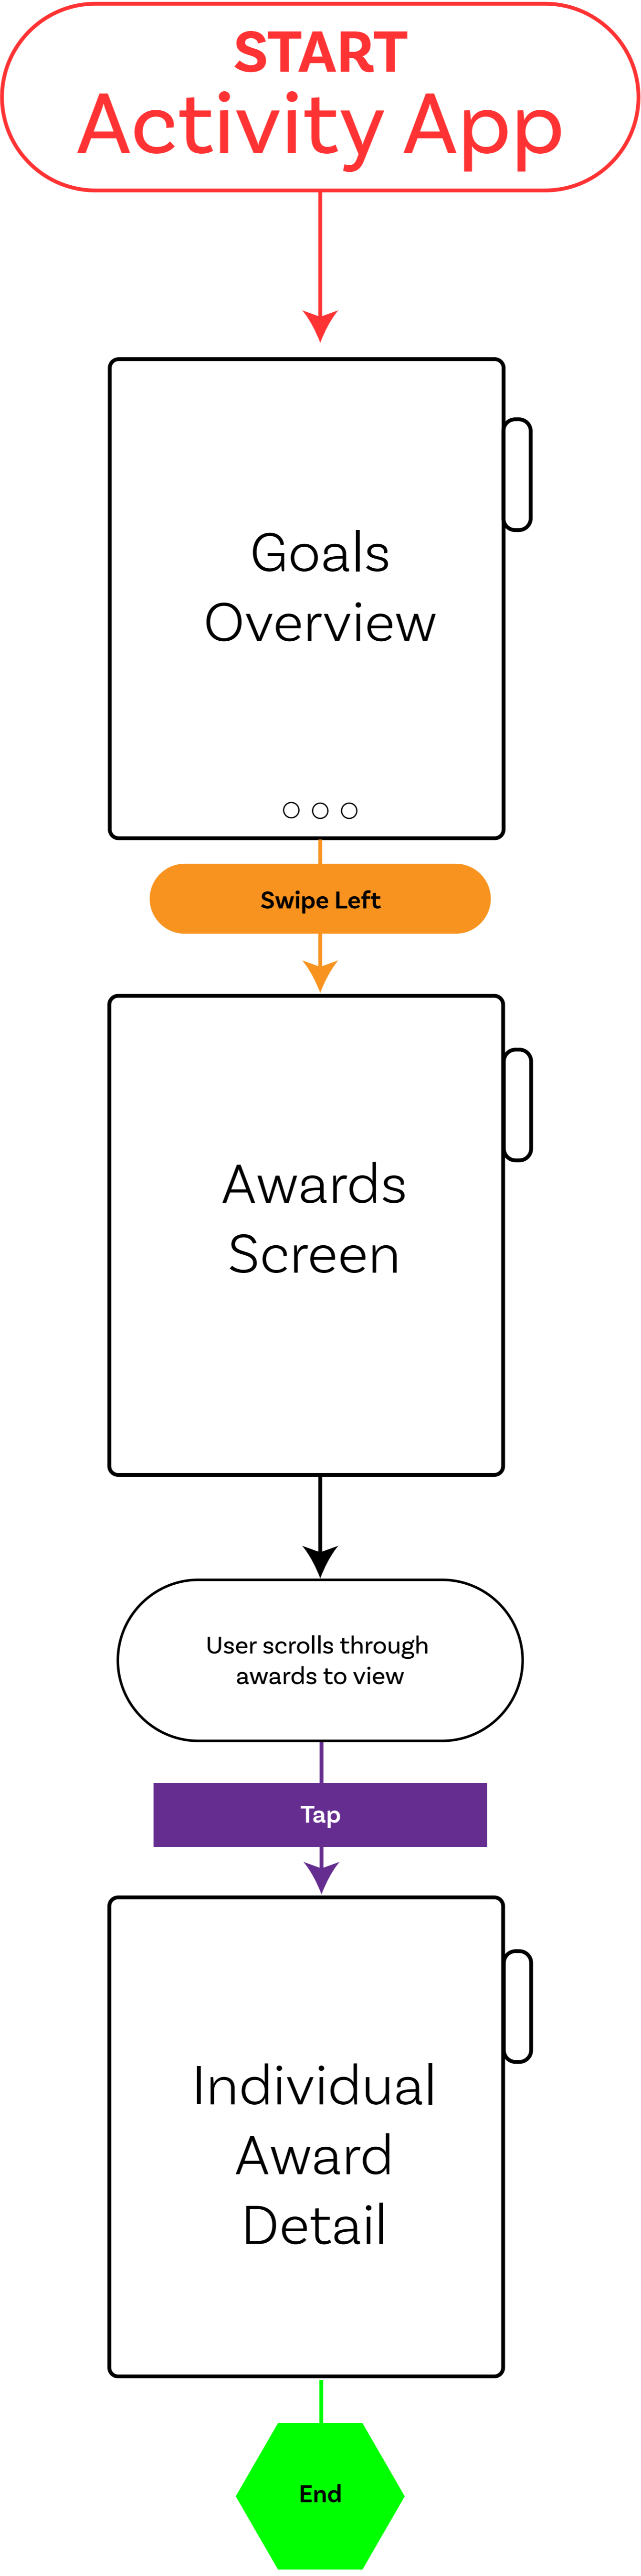 START
Activity App
Goals
Overview
Swipe Left
Awards
Screen
User scrolls through
awards to view
Tap
Individual
Award
Detail
End